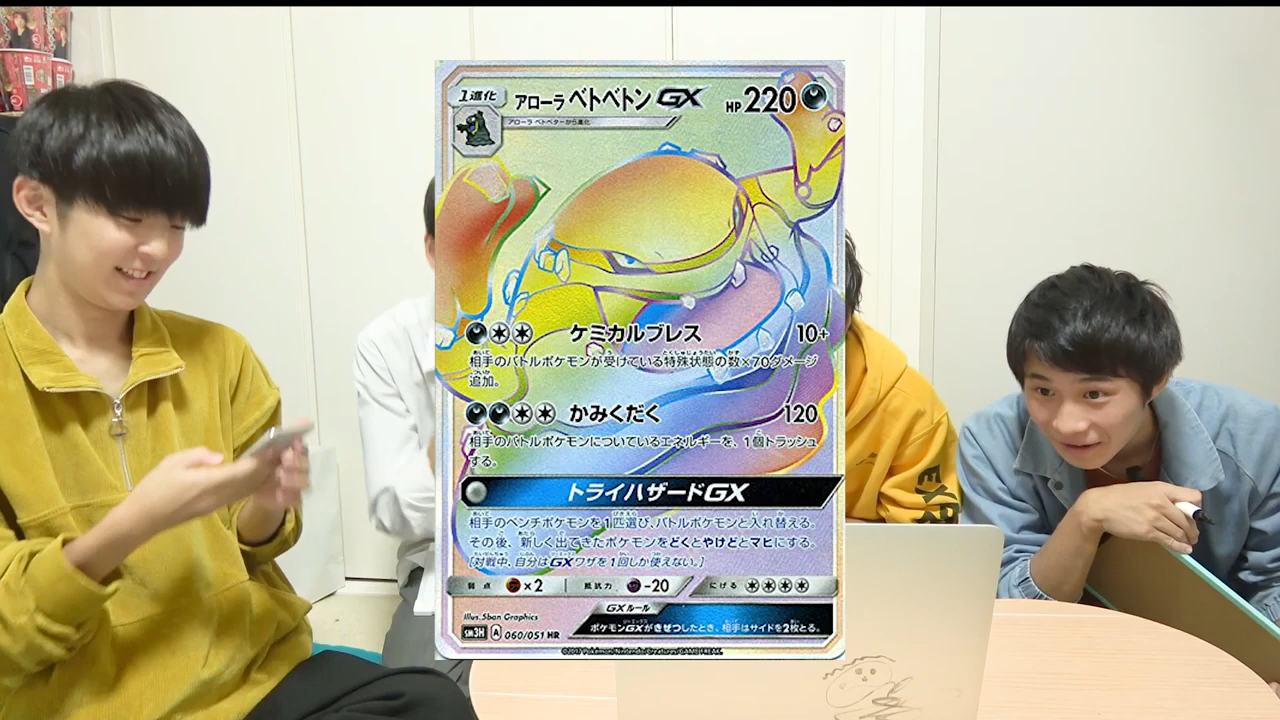 1進化 アローラ ベトベトンGX HP220
アローラ ベトベターから進化
ケミカルブレス 10+
相手のバトルポケモンが受けている特殊状態の数×70ダメージ
追加。
かみくだく 120
相手のバトルポケモンについているエネルギーを、1個トラッシュ
する。
トライハザードGX
相手のベンチポケモンを1匹選び、バトルポケモンと入れ替える。
その後、新しく出てきたポケモンをどくとやけどとマヒにする。
[対戦中、自分はGXワザを1回しか使えない。]
弱点 ×2 抵抗力 -20 にげる
GXルール
ポケモンGXがきぜつしたとき、相手はサイドを2枚とる。
Illus.5ban Graphics
SM3H A 060/051 HR
©2017 Pokémon/Nintendo/Creatures/GAME FREAK.